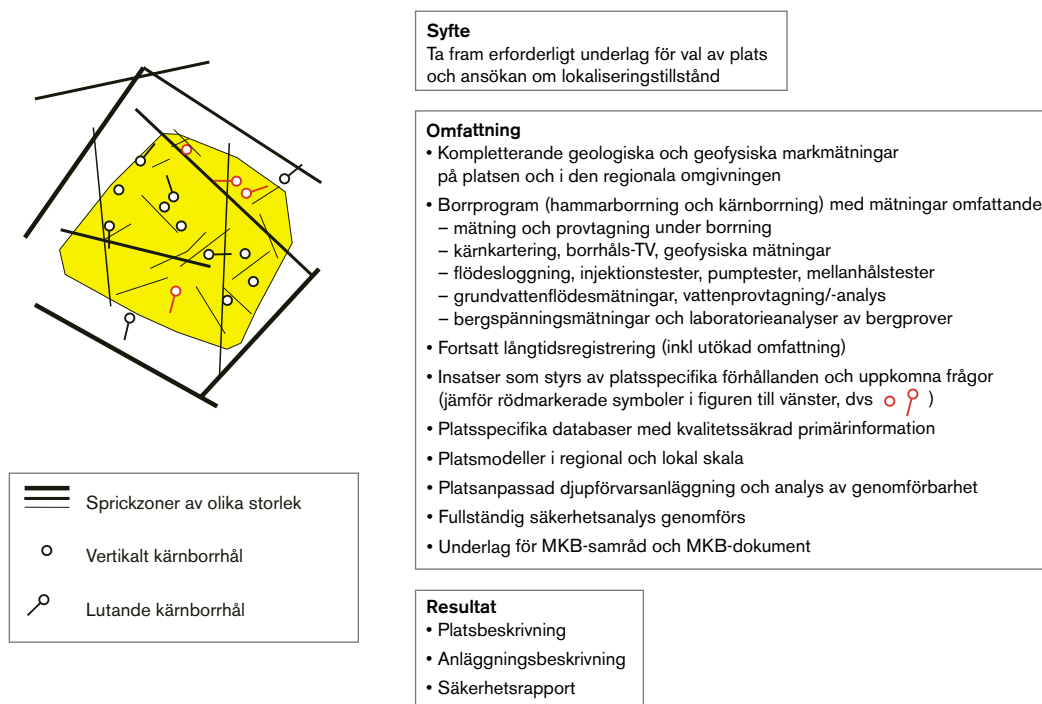 Syfte
Ta fram erforderligt underlag för val av plats
och ansökan om lokaliseringstillstånd
Omfattning
• Kompletterande geologiska och geofysiska markmätningar
på platsen och i den regionala omgivningen
• Borrprogram (hammarborrning och kärnborrning) med mätningar omfattande
– mätning och provtagning under borrning
– kärnkartering, borrhåls-TV, geofysiska mätningar
– flödesloggning, injektionstester, pumptester, mellanhålstester
– grundvattenflödesmätningar, vattenprovtagning/-analys
– bergspänningsmätningar och laboratorieanalyser av bergprover
• Fortsatt långtidsregistrering (inkl utökad omfattning)
• Insatser som styrs av platsspecifika förhållanden och uppkomna frågor
(jämför rödmarkerade symboler i figuren till vänster, dvs )
• Platsspecifika databaser med kvalitetssäkrad primärinformation
• Platsmodeller i regional och lokal skala
• Platsanpassad djupförvarsanläggning och analys av genomförbarhet
• Fullständig säkerhetsanalys genomförs
• Underlag för MKB-samråd och MKB-dokument
Sprickzoner av olika storlek
Vertikalt kärnborrhål
Lutande kärnborrhål
Resultat
• Platsbeskrivning
• Anläggningsbeskrivning
• Säkerhetsrapport